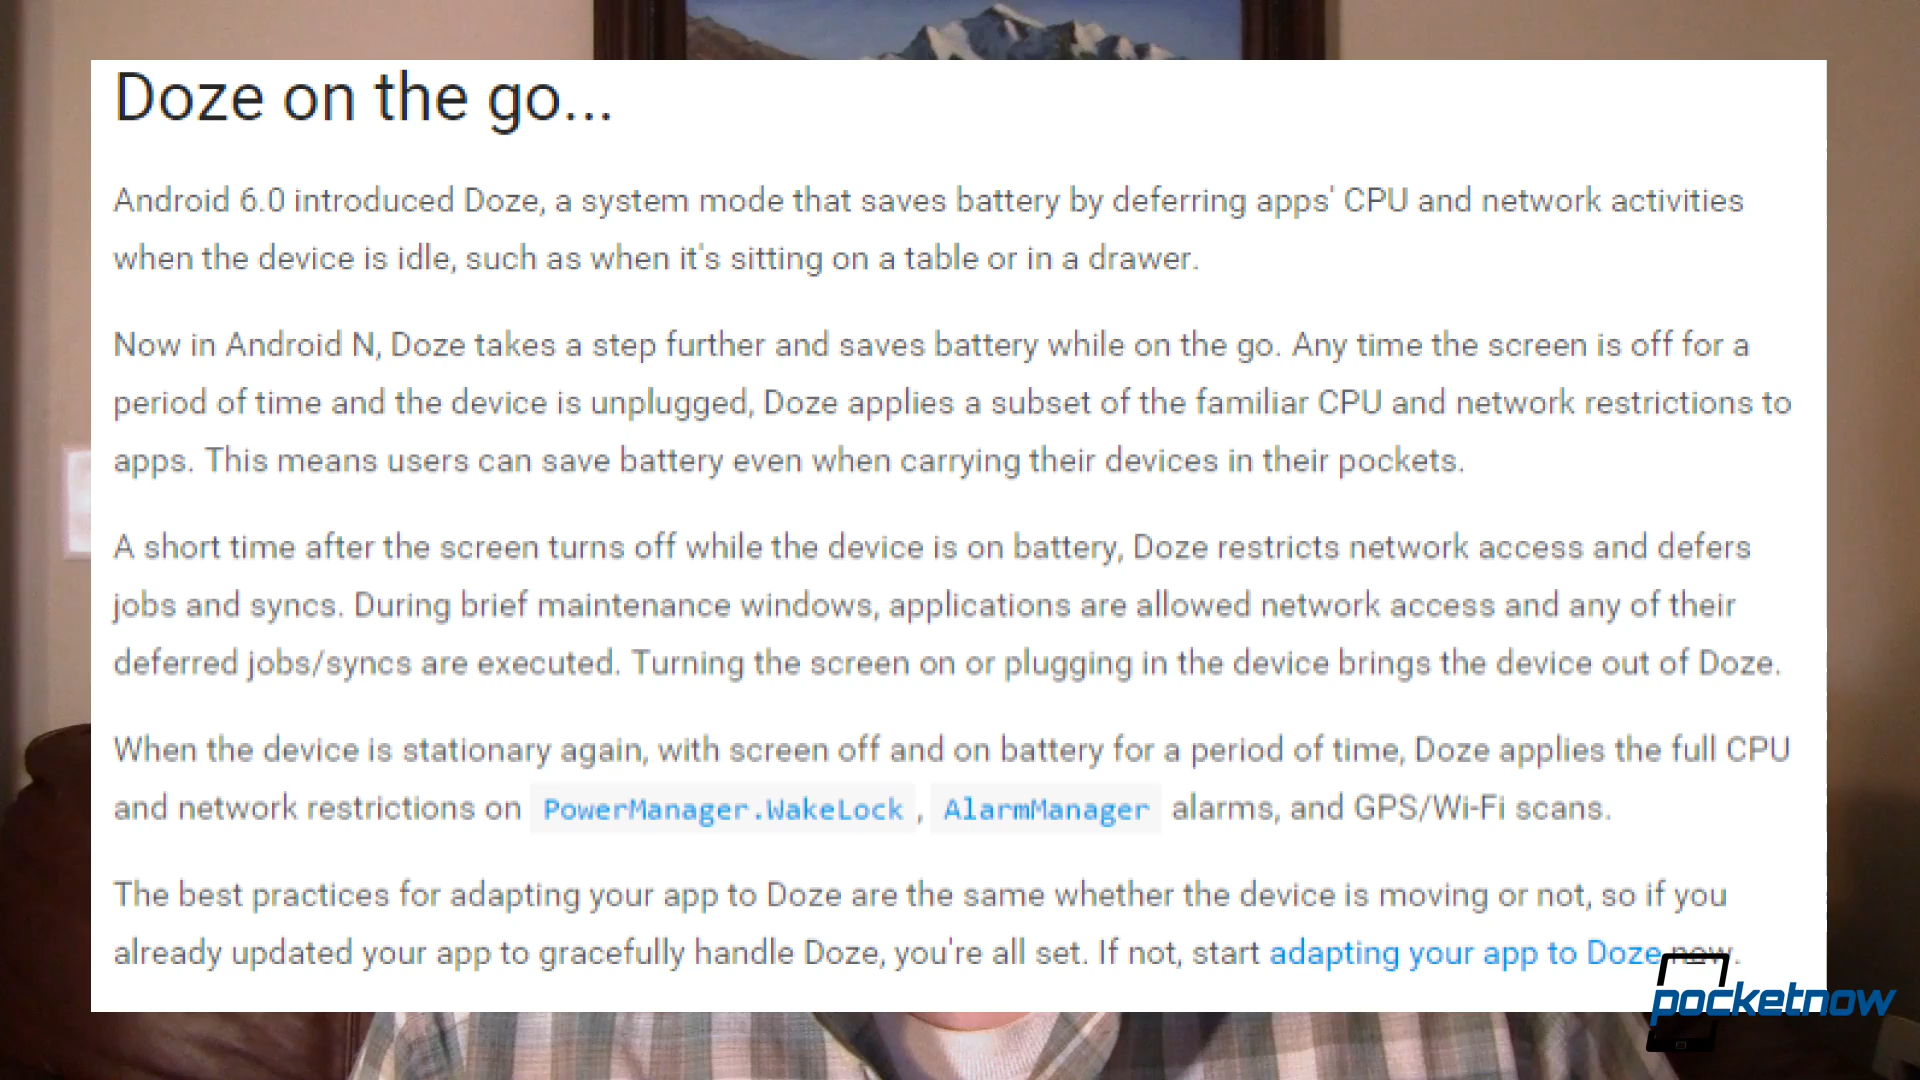 Doze on the go...
Android 6.0 introduced Doze, a system mode that saves battery by deferring apps' CPU and network activities
when the device is idle, such as when it's sitting on a table or in a drawer.
Now in Android N, Doze takes a step further and saves battery while on the go. Any time the screen is off for a
period of time and the device is unplugged, Doze applies a subset of the familiar CPU and network restrictions to
apps. This means users can save battery even when carrying their devices in their pockets.
A short time after the screen turns off while the device is on battery, Doze restricts network access and defers
jobs and syncs. During brief maintenance windows, applications are allowed network access and any of their
deferred jobs/syncs are executed. Turning the screen on or plugging in the device brings the device out of Doze.
When the device is stationary again, with screen off and on battery for a period of time, Doze applies the full CPU
and network restrictions on PowerManager.WakeLock, AlarmManager alarms, and GPS/Wi-Fi scans.
The best practices for adapting your app to Doze are the same whether the device is moving or not, so if you
already updated your app to gracefully handle Doze, you're all set. If not, start adapting your app to Doze now.
pocketnow